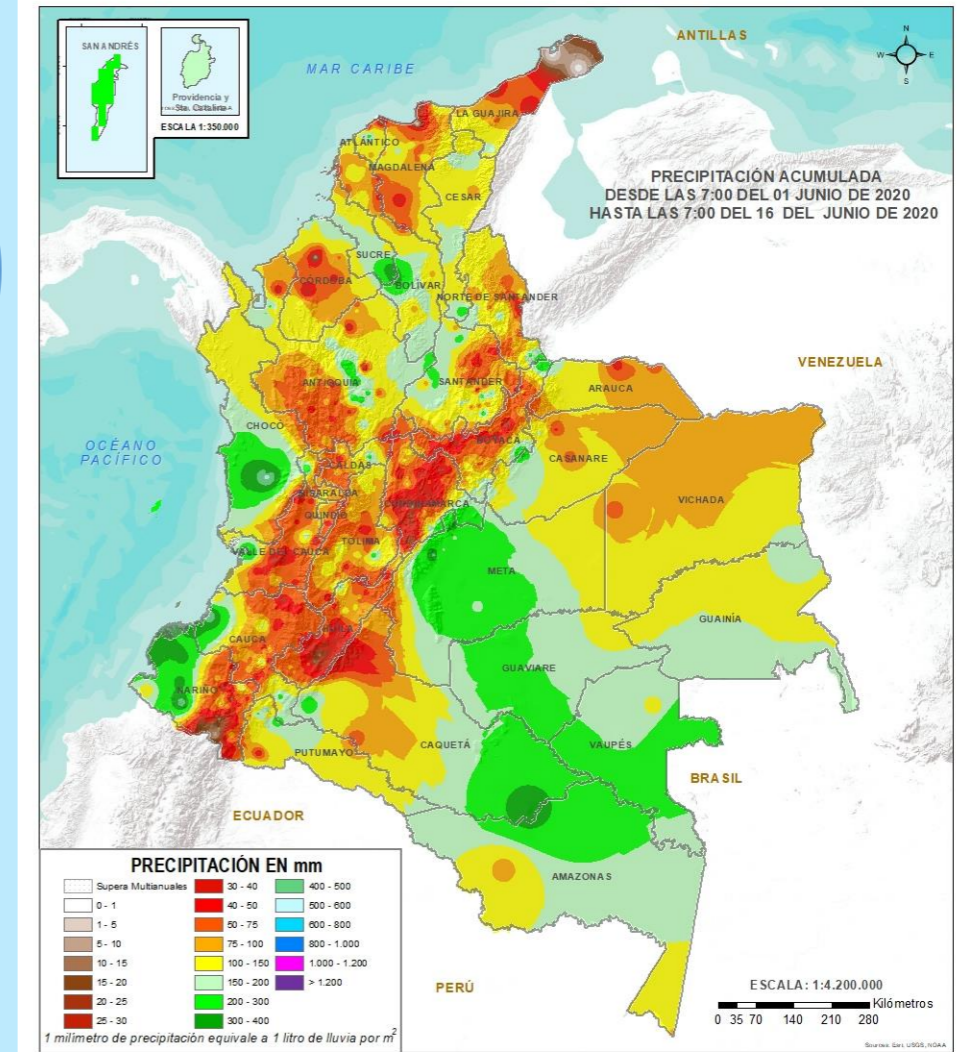 SAN ANDRÉS
Providencia y
Sta. Catalina
ESCALA 1:350.000
ANTILLAS
N
W E
S
MAR CARIBE
LA GUAJIRA
ATLÁNTICO
MAGDALENA
CESAR
PRECIPITACIÓN ACUMULADA
DESDE LAS 7:00 DEL 01 JUNIO DE 2020
HASTA LAS 7:00 DEL 16 DEL JUNIO DE 2020
SUCRE
CÓRDOBA
BOLÍVAR
NORTE DE SANTANDER
VENEZUELA
ANTIOQUIA
SANTANDER
ARAUCA
CHOCÓ
BOYACÁ
OCÉANO
PACÍFICO
CASANARE
CALDAS
VICHADA
RISARALDA
CUNDINAMARCA
QUINDIO
TOLIMA
VALLE DEL CAUCA
META
GUAINÍA
CAUCA
HUILA
GUAVIARE
NARIÑO
VAUPÉS
CAQUETÁ
PUTUMAYO
BRASIL
ECUADOR
AMAZONAS
PERÚ
PRECIPITACIÓN EN mm
Supera Multianuales 30 - 40 400 - 500
0 - 1 40 - 50 500 - 600
1 - 5 50 - 75 600 - 800
5 - 10 75 - 100 800 - 1.000
10 - 15 100 - 150 1.000 - 1.200
15 - 20 150 - 200 > 1.200
20 - 25 200 - 300
25 - 30 300 - 400
1 milímetro de precipitación equivale a 1 litro de lluvia por m²
ESCALA: 1:4.200.000
Kilómetros
0 35 70 140 210 280
Sources: Esri, USGS, NOAA